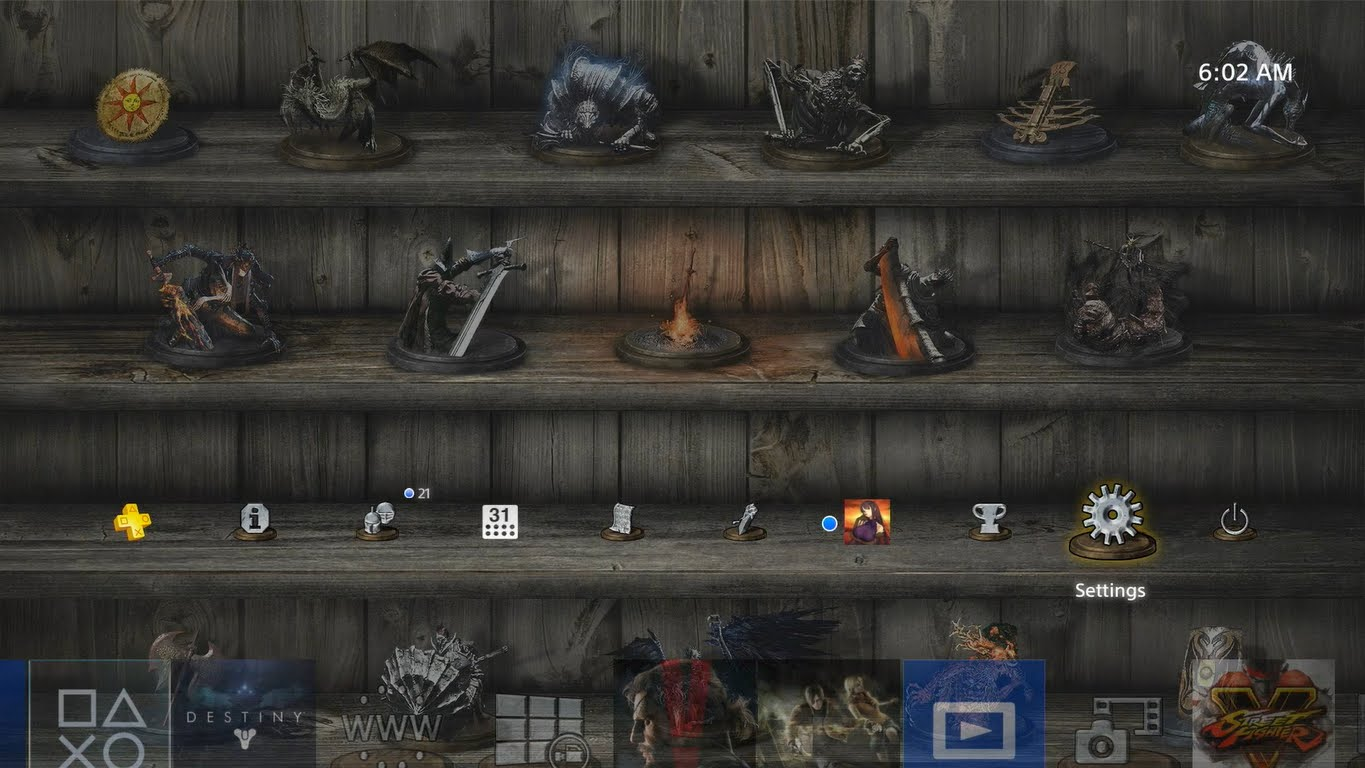 6:02 AM
21
31
Settings
DESTINY
WWW
V
STREET
FIGHTER